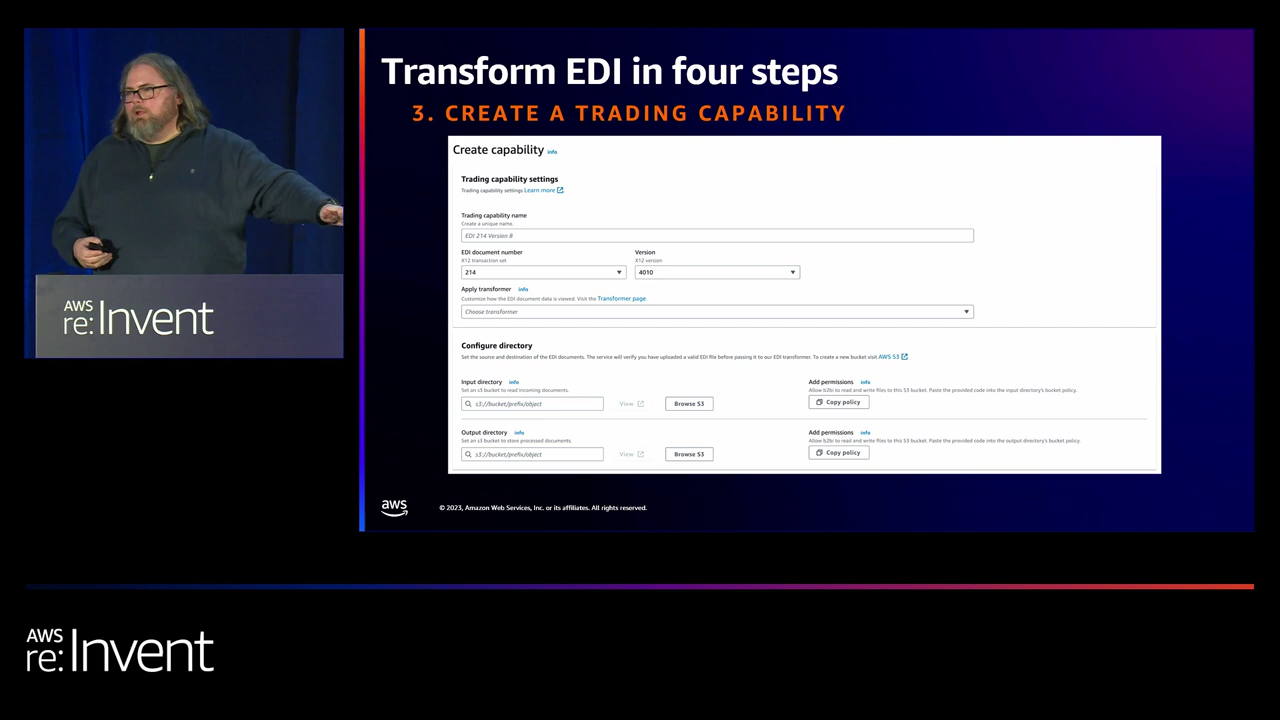 Transform EDI in four steps
3. CREATE A TRADING CAPABILITY
Create capability info
Trading capability settings
Trading capability settings Learn more
Trading capability name
Create a unique name.
EDI 214 Version 8
EDI document number
X12 transaction set
214
Version
X12 version
4010
Apply transformer info
Customize how the EDI document data is viewed. Visit the Transformer page.
Choose transformer
Configure directory
Set the source and destination of the EDI documents. The service will verify you have uploaded a valid EDI file before passing it to our EDI transformer. To create a new bucket visit AWS S3
Input directory info
Set an s3 bucket to read incoming documents.
s3://bucket/prefix/object
View
Browse S3
Add permissions info
Allow b2bi to read and write files to this S3 bucket. Paste the provided code into the input directory's bucket policy.
Copy policy
Output directory info
Set an s3 bucket to store processed documents.
s3://bucket/prefix/object
View
Browse S3
Add permissions info
Allow b2bi to read and write files to this S3 bucket. Paste the provided code into the output directory's bucket policy.
Copy policy
aws
© 2023, Amazon Web Services, Inc. or its affiliates. All rights reserved.
AWS
re:Invent
AWS
re:Invent